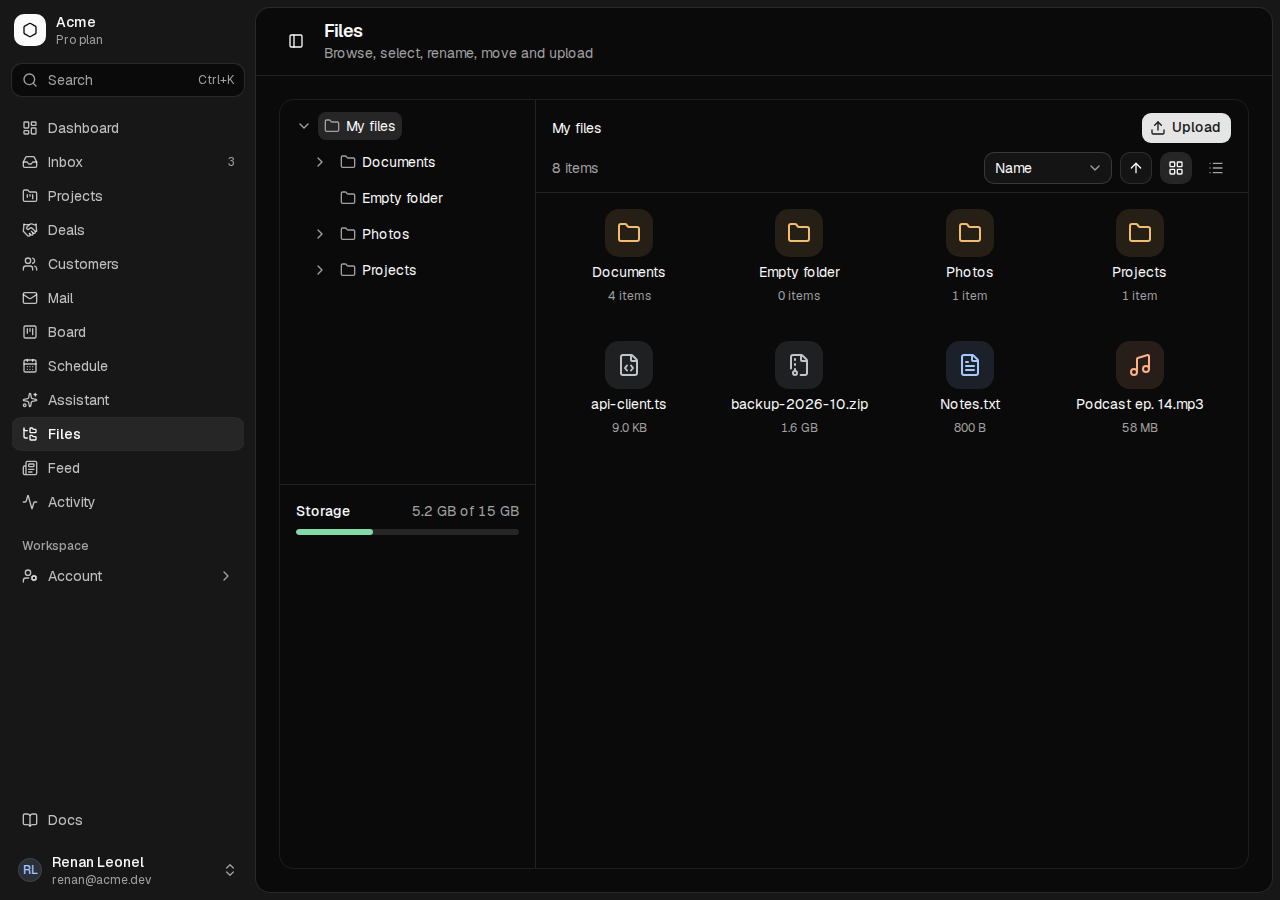 Acme
Pro plan
Search
Ctrl+K
Dashboard
Inbox
3
Projects
Deals
Customers
Mail
Board
Schedule
Assistant
Files
Feed
Activity
Workspace
Account
Docs
RL
Renan Leonel
renan@acme.dev
Files
Browse, select, rename, move and upload
My files
Documents
Empty folder
Photos
Projects
Storage
5.2 GB of 15 GB
My files
Upload
8 items
Name
Documents
4 items
Empty folder
0 items
Photos
1 item
Projects
1 item
api-client.ts
9.0 KB
backup-2026-10.zip
1.6 GB
Notes.txt
800 B
Podcast ep. 14.mp3
58 MB